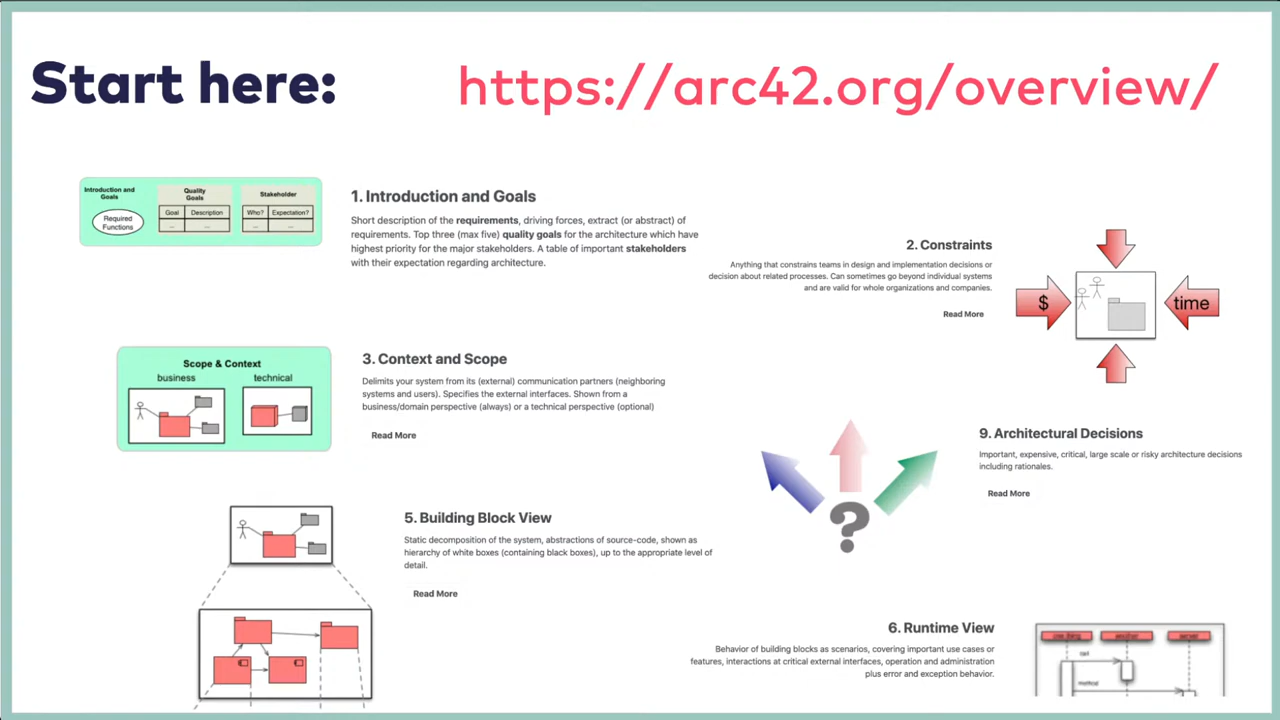 Start here:
https://arc42.org/overview/
Introduction and
Goals
Required
Functions
Quality
Goals
Goal Description
... ...
Stakeholder
Who? Expectation?
... ...
1. Introduction and Goals
Short description of the requirements, driving forces, extract (or abstract) of
requirements. Top three (max five) quality goals for the architecture which have
highest priority for the major stakeholders. A table of important stakeholders
with their expectation regarding architecture.
2. Constraints
Anything that constrains teams in design and implementation decisions or
decision about related processes. Can sometimes go beyond individual systems
and are valid for whole organizations and companies.
Read More
$
time
Scope & Context
business
technical
3. Context and Scope
Delimits your system from its (external) communication partners (neighboring
systems and users). Specifies the external interfaces. Shown from a
business/domain perspective (always) or a technical perspective (optional)
Read More
?
9. Architectural Decisions
Important, expensive, critical, large scale or risky architecture decisions
including rationales.
Read More
5. Building Block View
Static decomposition of the system, abstractions of source-code, shown as
hierarchy of white boxes (containing black boxes), up to the appropriate level of
detail.
Read More
6. Runtime View
Behavior of building blocks as scenarios, covering important use cases or
features, interactions at critical external interfaces, operation and administration
plus error and exception behavior.
another
server
method